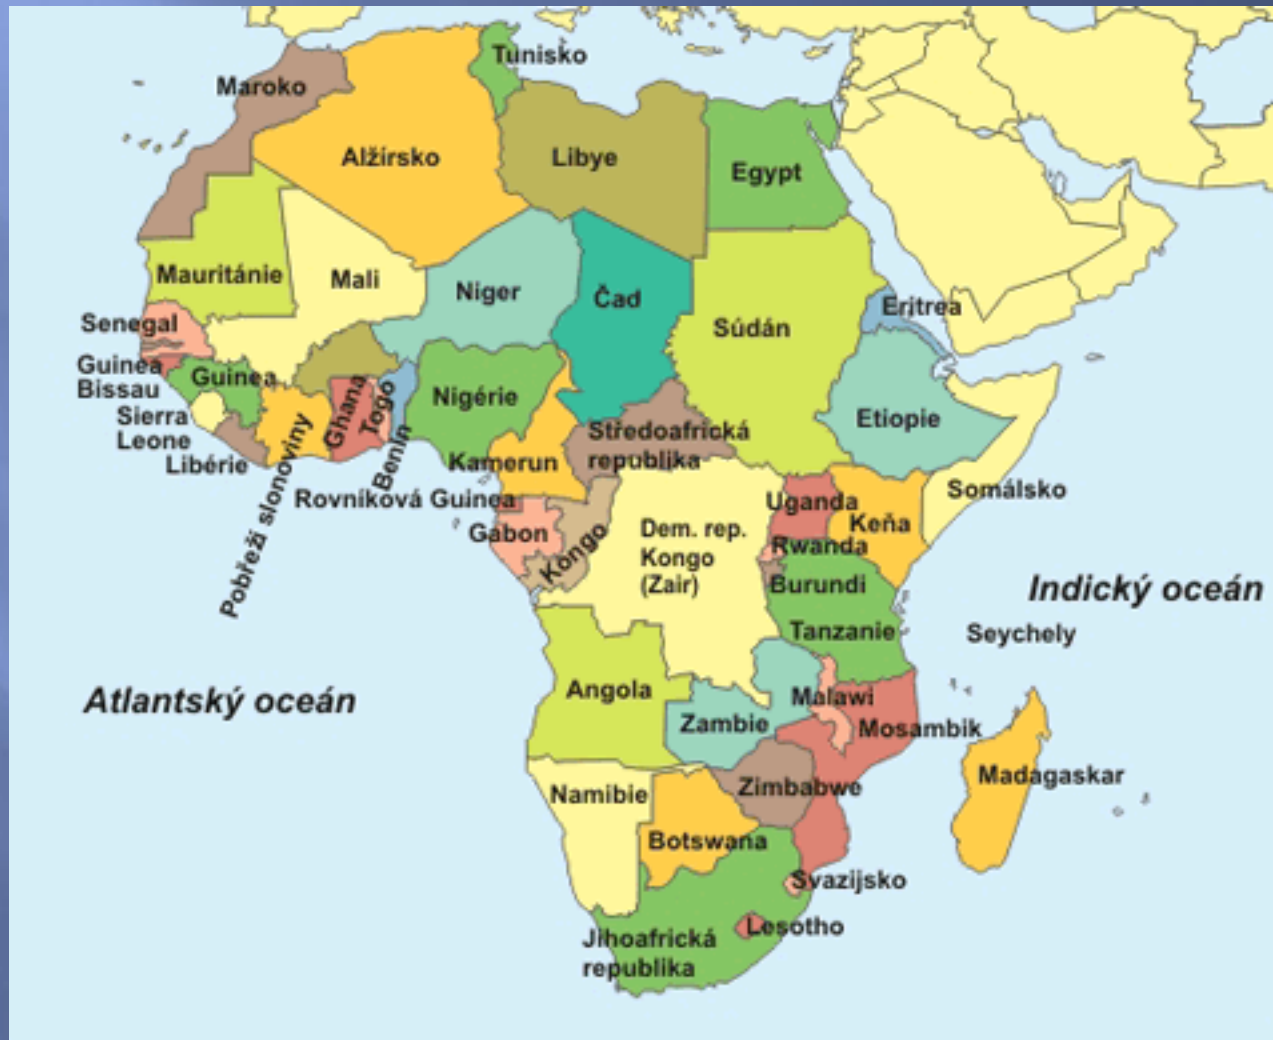 Tunisko
Maroko
Alžírsko
Libye
Egypt
Mauritánie
Mali
Niger
Čad
Súdán
Eritrea
Senegal
Guinea
Bissau
Guinea
Sierra
Leone
Libérie
Pobřeží slonoviny
Ghana
Togo
Benin
Nigérie
Kamerun
Středoafrická
republika
Etiopie
Somálsko
Rovníková Guinea
Gabon
Kongo
Dem. rep.
Kongo
(Zair)
Uganda
Keňa
Rwanda
Burundi
Tanzanie
Indický oceán
Seychely
Atlantský oceán
Angola
Zambie
Malawi
Mosambik
Madagaskar
Namibie
Zimbabwe
Botswana
Svazijsko
Lesotho
Jihoafrická
republika